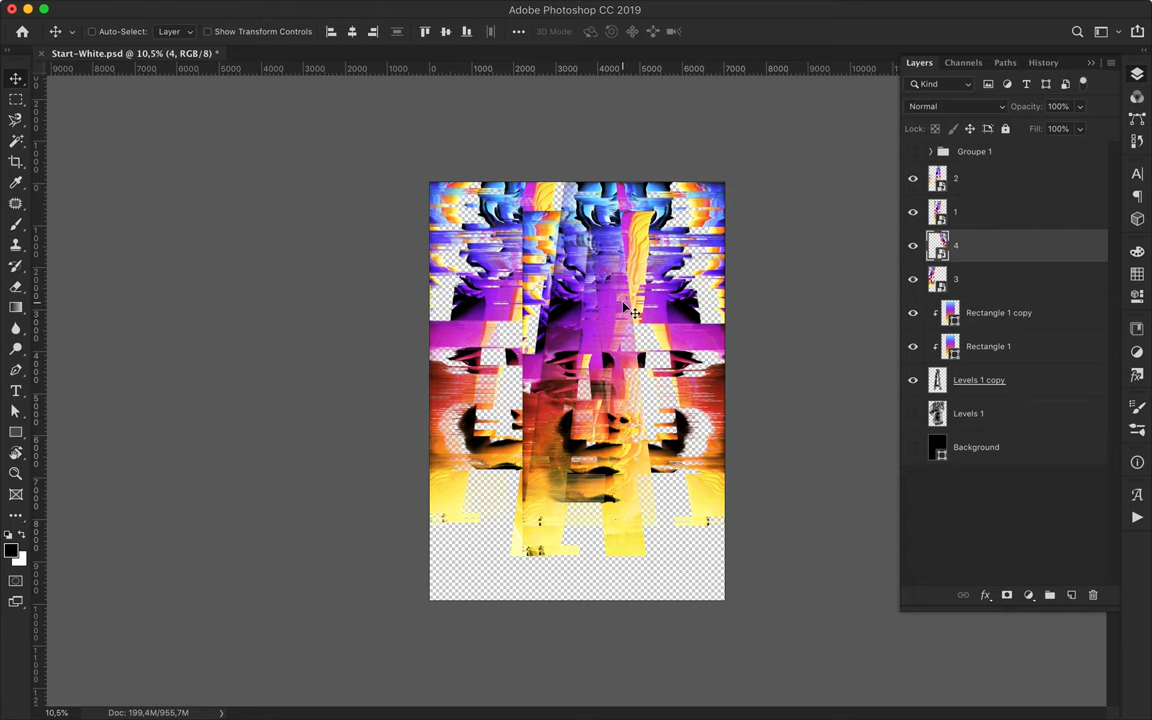 Adobe Photoshop CC 2019
Auto-Select: Layer Show Transform Controls 3D Mode:
Start-White.psd @ 10,5% (4, RGB/8) *
9000 8000 7000 6000 5000 4000 3000 2000 1000 0 1000 2000 3000 4000 5000 6000 7000 8000 9000 10000
Layers Channels Paths History
Kind
Normal Opacity: 100%
Lock: Fill: 100%
Groupe 1
2
1
4
3
Rectangle 1 copy
Rectangle 1
Levels 1 copy
Levels 1
Background
fx
10,5% Doc: 199,4M/955,7M